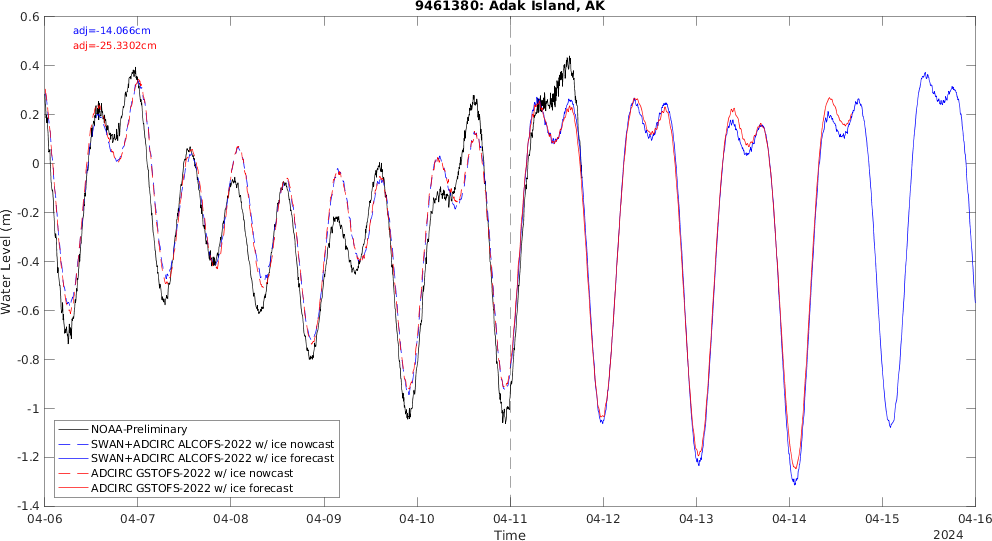 9461380: Adak Island, AK
adj=-14.066cm
adj=-25.3302cm
0.6
0.4
0.2
0
-0.2
-0.4
-0.6
-0.8
-1
-1.2
-1.4
Water Level (m)
NOAA-Preliminary
SWAN+ADCIRC ALCOFS-2022 w/ ice nowcast
SWAN+ADCIRC ALCOFS-2022 w/ ice forecast
ADCIRC GSTOFS-2022 w/ ice nowcast
ADCIRC GSTOFS-2022 w/ ice forecast
04-06 04-07 04-08 04-09 04-10 04-11 04-12 04-13 04-14 04-15 04-16
Time
2024